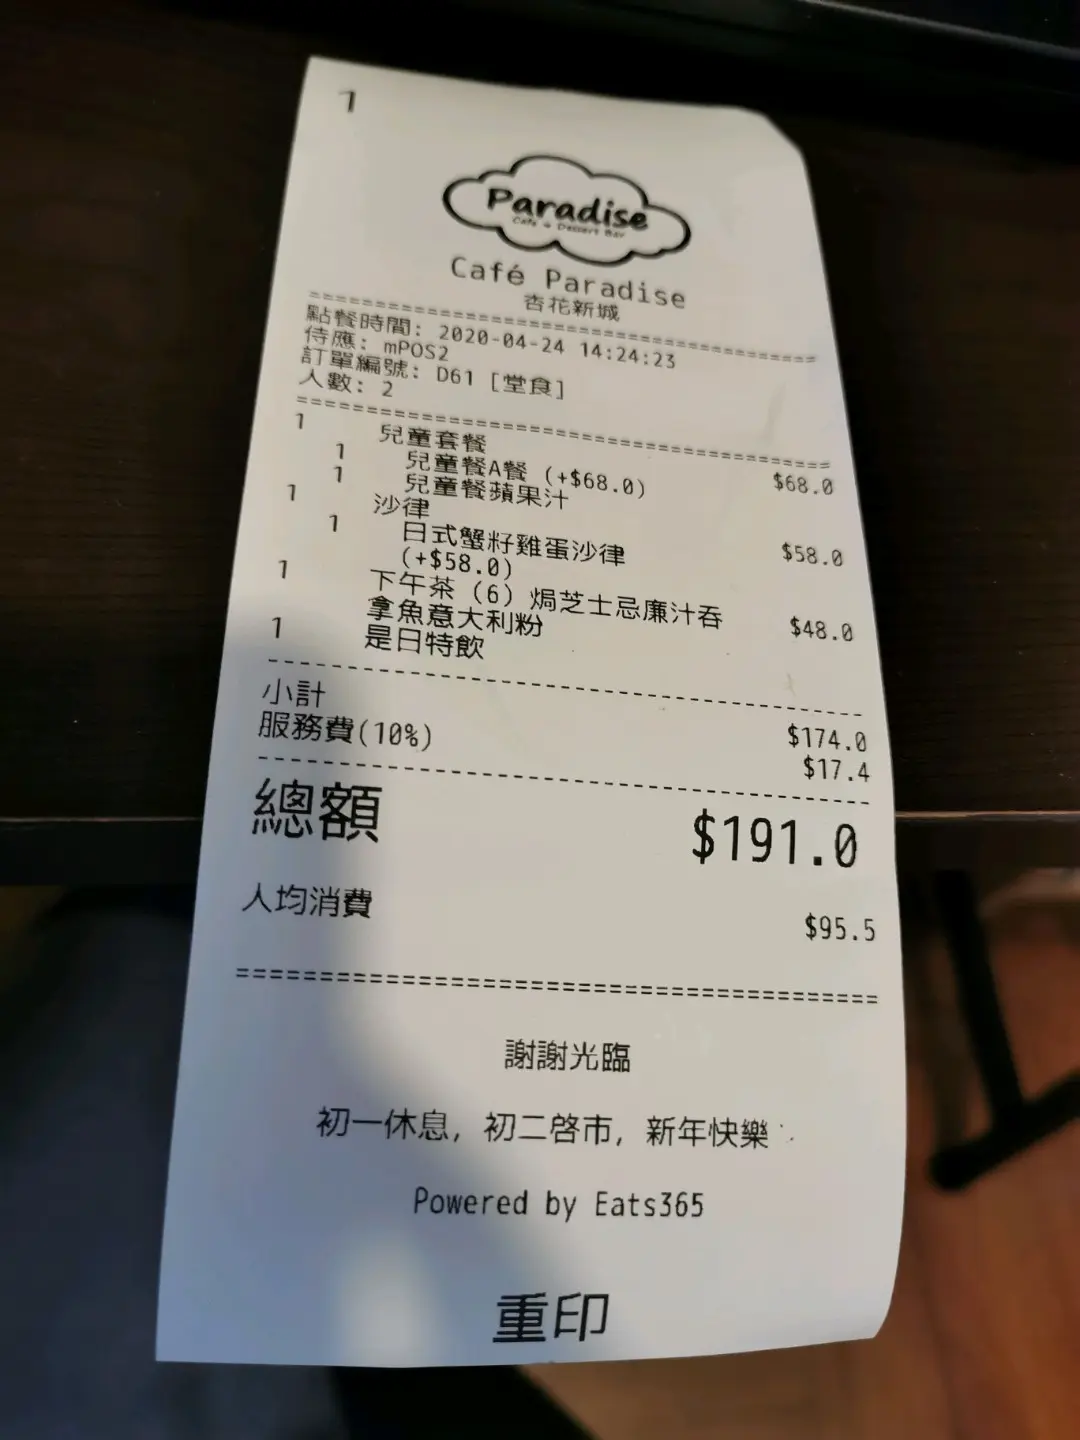 1
Paradise
Cafe & Dessert Bar
Café Paradise
杏花新城
======================================
點餐時間: 2020-04-24 14:24:23
侍應: mPOS2
訂單編號: D61 [堂食]
人數: 2
======================================
1 兒童套餐 $68.0
1 兒童餐A餐 (+$68.0)
1 兒童餐蘋果汁
1 沙律 $58.0
1 日式蟹籽雞蛋沙律
(+$58.0)
1 下午茶 (6) 焗芝士忌廉汁吞 $48.0
拿魚意大利粉
1 是日特飲
--------------------------------------
小計 $174.0
服務費(10%) $17.4
--------------------------------------
總額 $191.0
人均消費 $95.5
======================================
謝謝光臨
初一休息, 初二啓市, 新年快樂
Powered by Eats365
重印